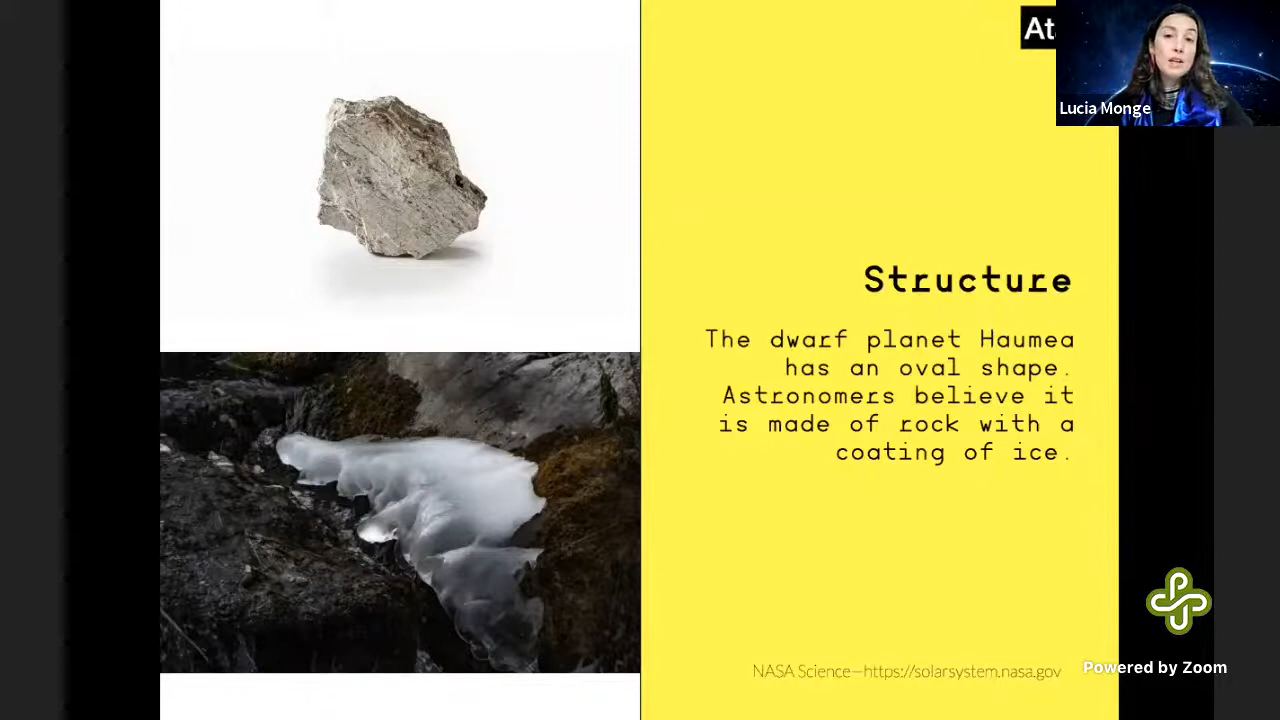 Lucia Monge
Structure
The dwarf planet Haumea
has an oval shape.
Astronomers believe it
is made of rock with a
coating of ice.
NASA Science—https://solarsystem.nasa.gov
Powered by Zoom